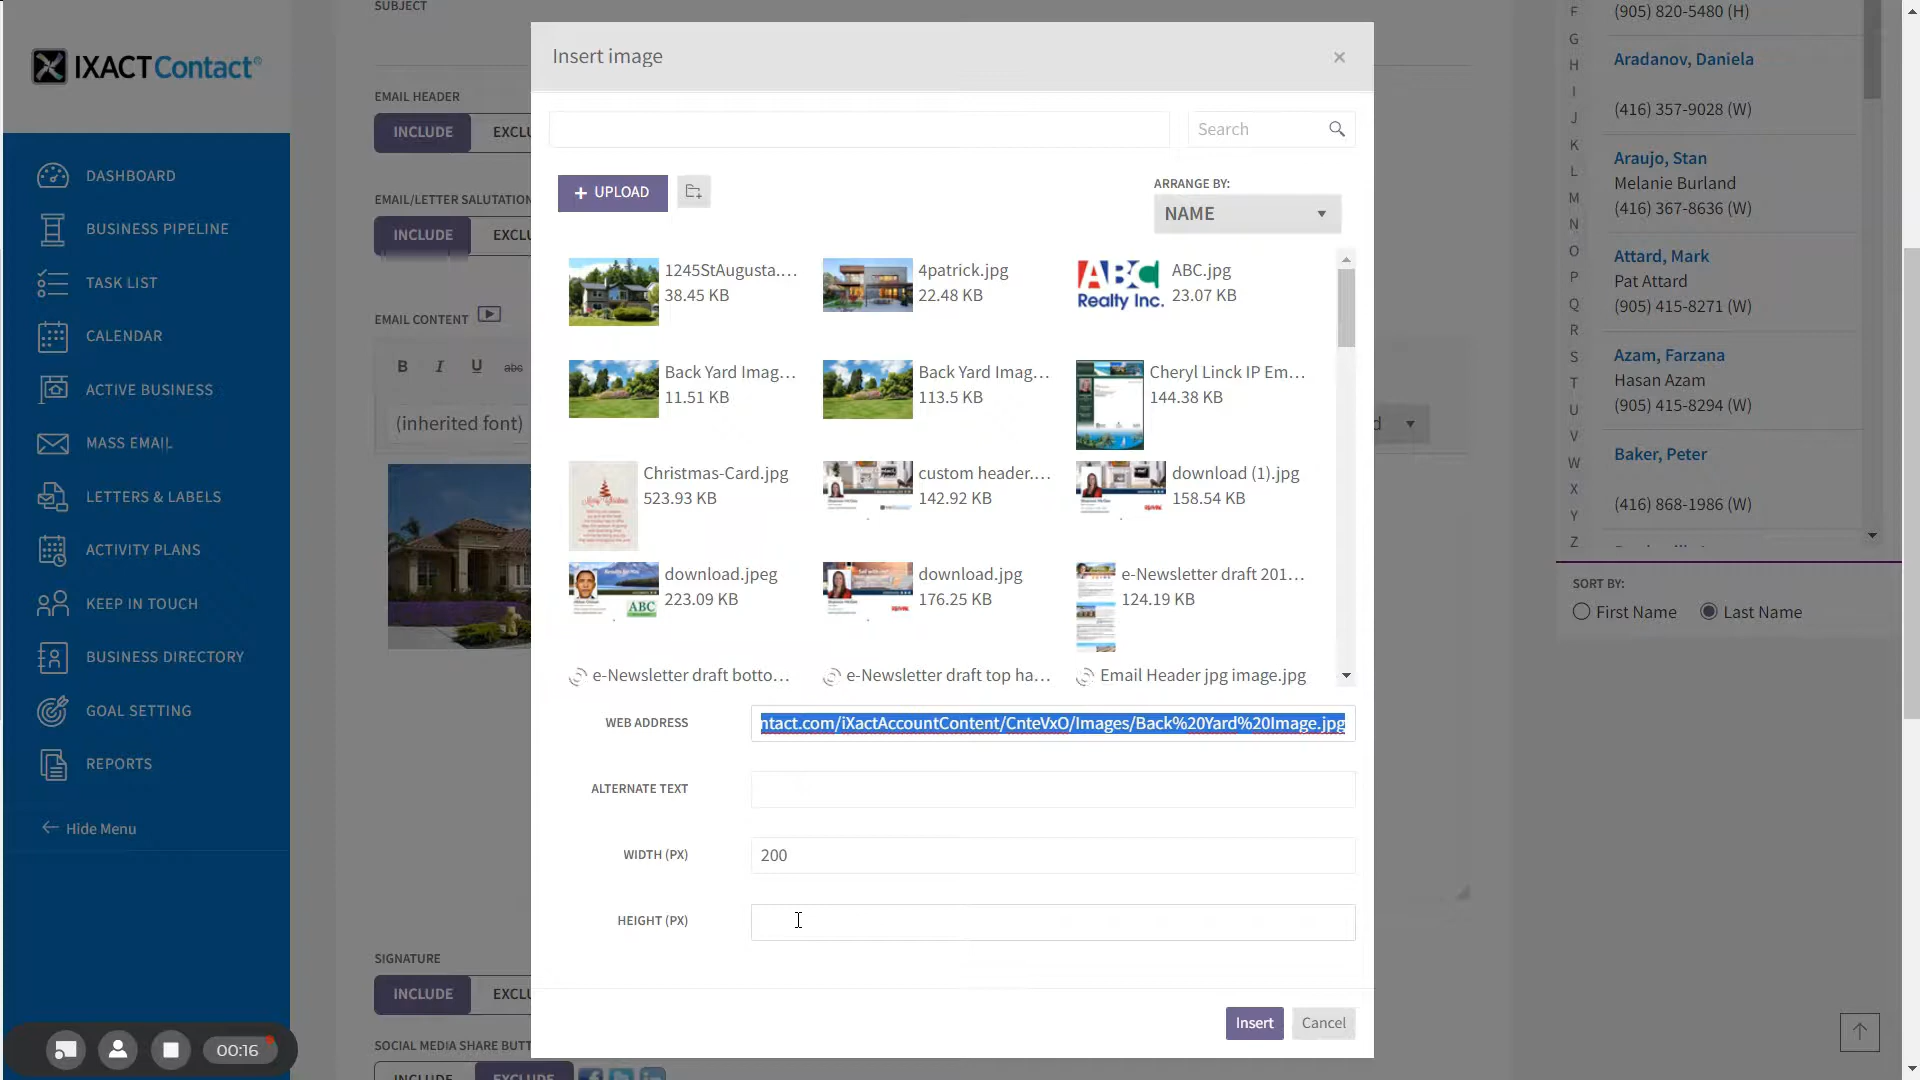 IXACTContact®
DASHBOARD
BUSINESS PIPELINE
TASK LIST
CALENDAR
ACTIVE BUSINESS
MASS EMAIL
LETTERS & LABELS
ACTIVITY PLANS
KEEP IN TOUCH
BUSINESS DIRECTORY
GOAL SETTING
REPORTS
Hide Menu
00:16
SUBJECT
EMAIL HEADER
INCLUDE EXCLU
EMAIL/LETTER SALUTATION
INCLUDE EXCLU
EMAIL CONTENT
B I U abc
(inherited font)
d
SIGNATURE
INCLUDE EXCLU
SOCIAL MEDIA SHARE BUTT
INCLUDE EXCLUDE
Insert image
×
Search
+ UPLOAD
ARRANGE BY:
NAME
1245StAugusta....
38.45 KB
4patrick.jpg
22.48 KB
ABC
Realty Inc.
ABC.jpg
23.07 KB
Back Yard Imag...
11.51 KB
Back Yard Imag...
113.5 KB
Cheryl Linck IP Em...
144.38 KB
Christmas-Card.jpg
523.93 KB
custom header....
142.92 KB
download (1).jpg
158.54 KB
ABC
download.jpeg
223.09 KB
download.jpg
176.25 KB
e-Newsletter draft 201...
124.19 KB
e-Newsletter draft botto...
e-Newsletter draft top ha...
Email Header jpg image.jpg
WEB ADDRESS
ntact.com/iXactAccountContent/CnteVxO/Images/Back%20Yard%20Image.jpg
ALTERNATE TEXT
WIDTH (PX)
200
HEIGHT (PX)
Insert
Cancel
F
G
H
I
J
K
L
M
N
O
P
Q
R
S
T
U
V
W
X
Y
Z
(905) 820-5480 (H)
Aradanov, Daniela
(416) 357-9028 (W)
Araujo, Stan
Melanie Burland
(416) 367-8636 (W)
Attard, Mark
Pat Attard
(905) 415-8271 (W)
Azam, Farzana
Hasan Azam
(905) 415-8294 (W)
Baker, Peter
(416) 868-1986 (W)
SORT BY:
First Name
Last Name